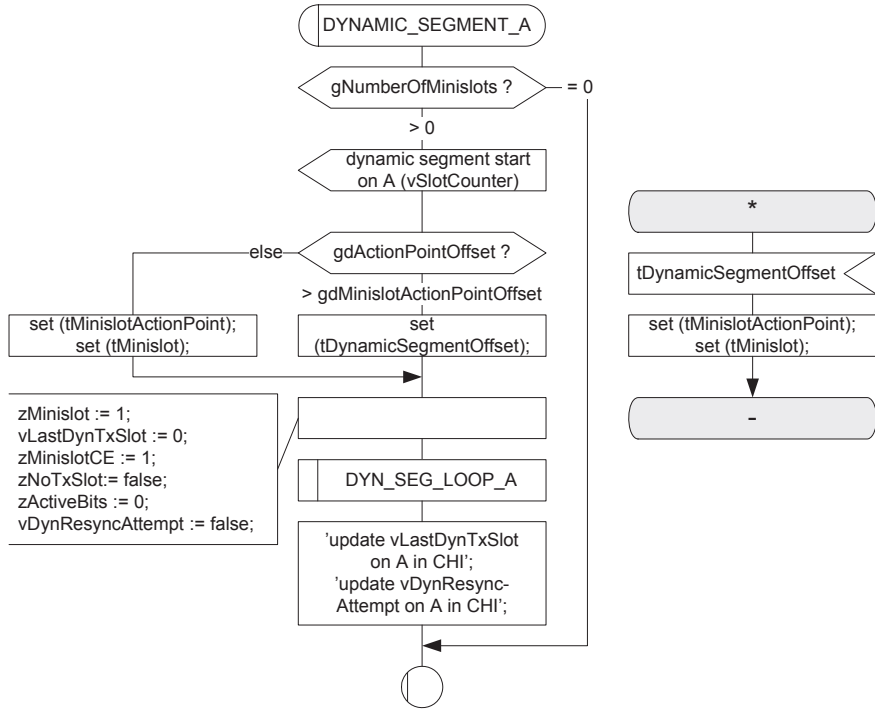 DYNAMIC_SEGMENT_A
gNumberOfMinislots ?
= 0
> 0
dynamic segment start
on A (vSlotCounter)
else
gdActionPointOffset ?
> gdMinislotActionPointOffset
set (tMinislotActionPoint);
set (tMinislot);
set
(tDynamicSegmentOffset);
zMinislot := 1;
vLastDynTxSlot := 0;
zMinislotCE := 1;
zNoTxSlot:= false;
zActiveBits := 0;
vDynResyncAttempt := false;
DYN_SEG_LOOP_A
’update vLastDynTxSlot
on A in CHI’;
’update vDynResync-
Attempt on A in CHI’;
*
tDynamicSegmentOffset
set (tMinislotActionPoint);
set (tMinislot);
-